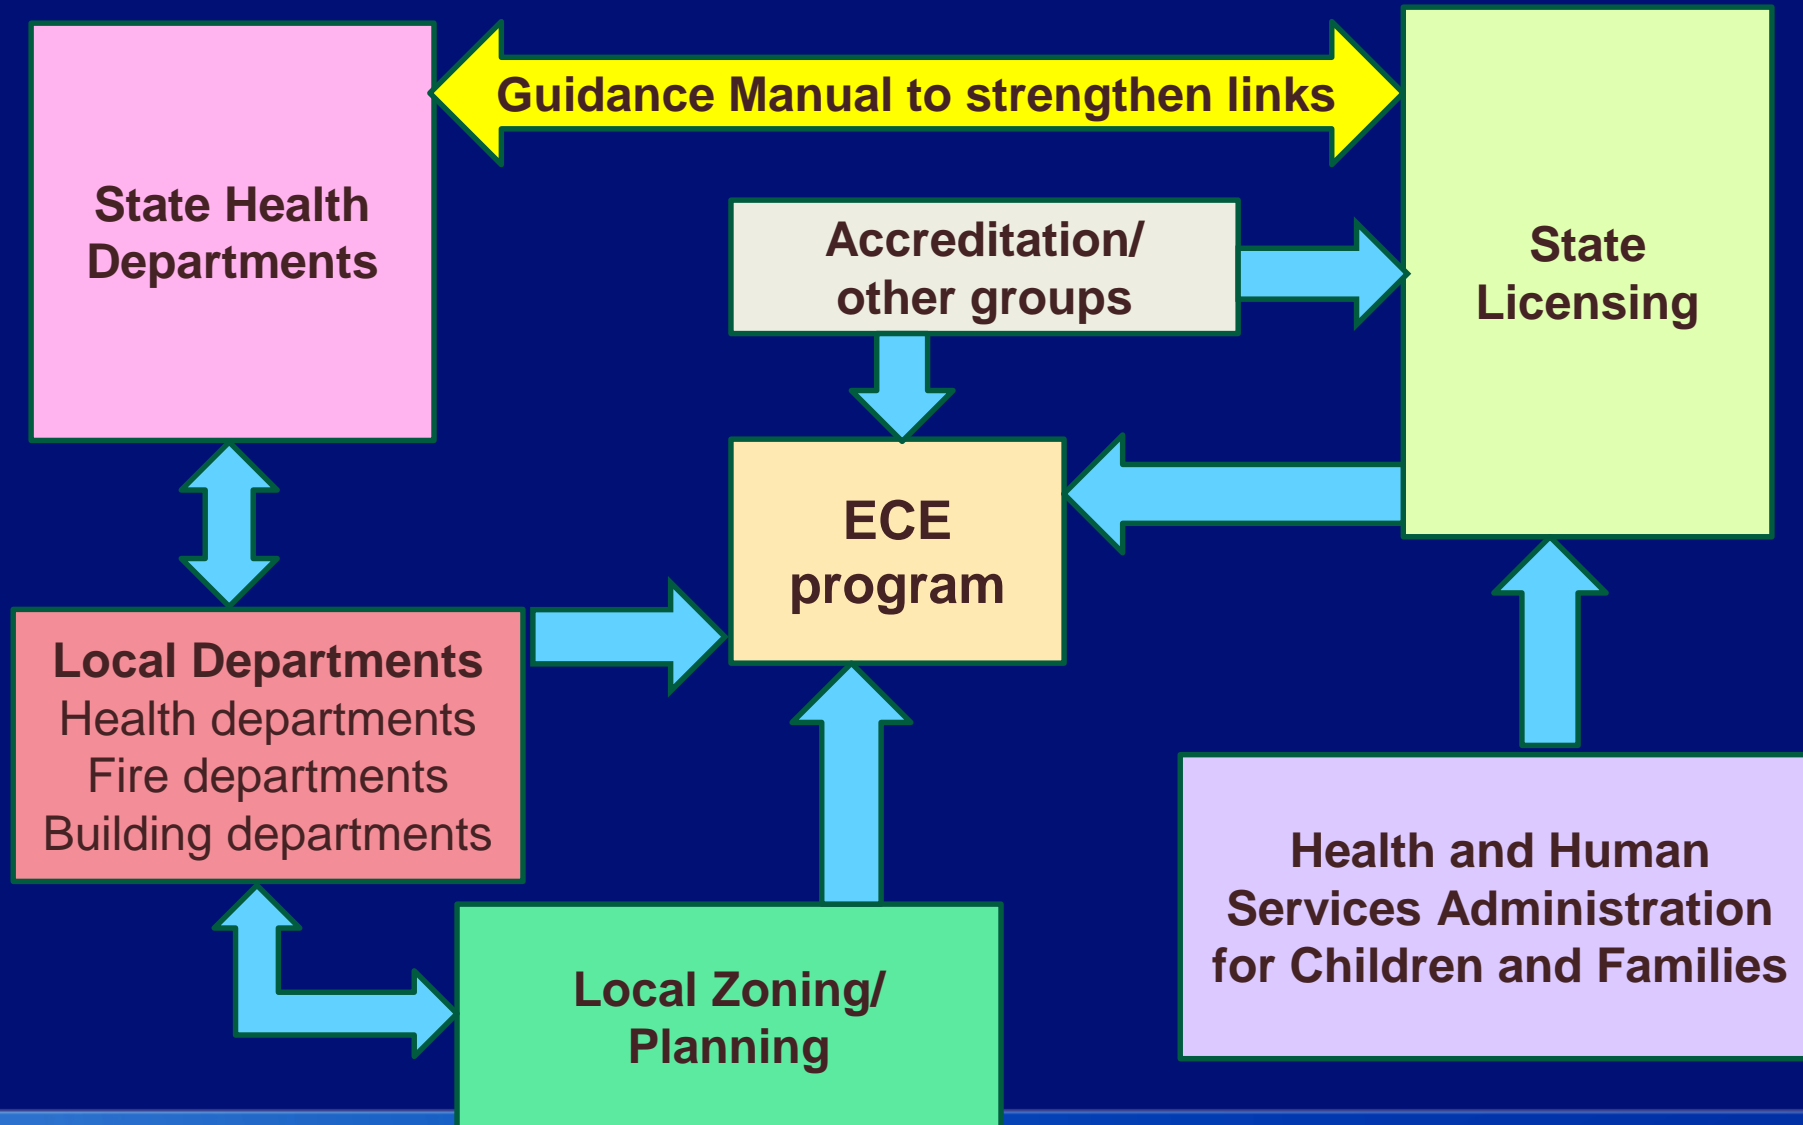 Guidance Manual to strengthen links
State Health
Departments
Accreditation/
other groups
State
Licensing
ECE
program
Local Departments
Health departments
Fire departments
Building departments
Health and Human
Services Administration
for Children and Families
Local Zoning/
Planning